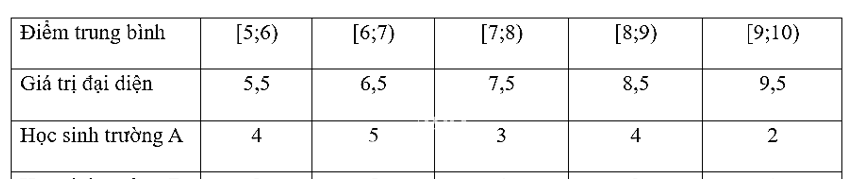 Điểm trung bình [5;6) [6;7) [7;8) [8;9) [9;10)
Giá trị đại diện 5,5 6,5 7,5 8,5 9,5
Học sinh trường A 4 5 3 4 2